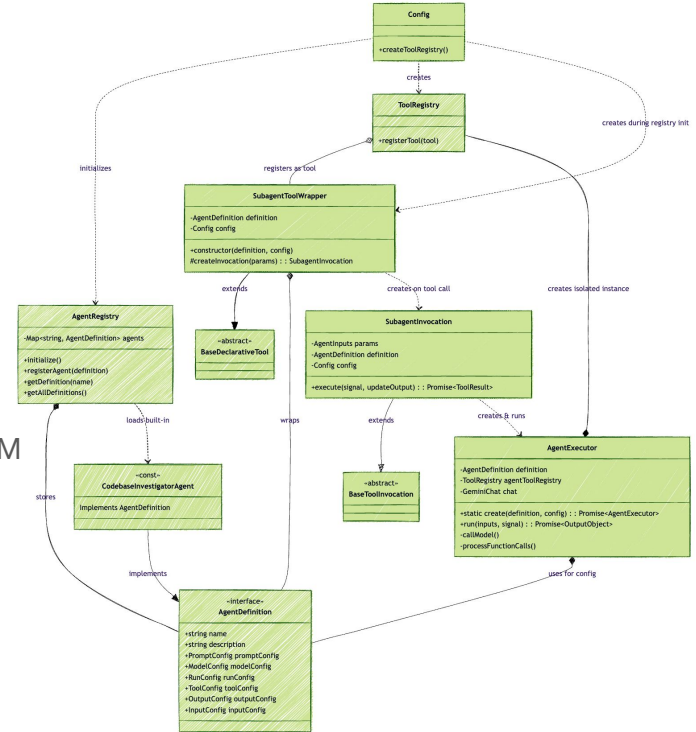 Config
+createToolRegistry()
creates
ToolRegistry
+registerTool(tool)
creates during registry init
initializes
registers as tool
SubagentToolWrapper
-AgentDefinition definition
-Config config
+constructor(definition, config)
#createInvocation(params) : : SubagentInvocation
extends
creates on tool call
creates isolated instance
AgentRegistry
-Map<string, AgentDefinition> agents
+initialize()
+registerAgent(definition)
+getDefinition(name)
+getAllDefinitions()
«abstract»
BaseDeclarativeTool
SubagentInvocation
-AgentInputs params
-AgentDefinition definition
-Config config
+execute(signal, updateOutput) : : Promise<ToolResult>
loads built-in
wraps
extends
creates & runs
M
AgentExecutor
-AgentDefinition definition
-ToolRegistry agentToolRegistry
-GeminiChat chat
+static create(definition, config) : : Promise<AgentExecutor>
+run(inputs, signal) : : Promise<OutputObject>
-callModel()
-processFunctionCalls()
«const»
CodebaseInvestigatorAgent
implements AgentDefinition
«abstract»
BaseToolInvocation
stores
implements
uses for config
«interface»
AgentDefinition
+string name
+string description
+PromptConfig promptConfig
+ModelConfig modelConfig
+RunConfig runConfig
+ToolConfig toolConfig
+OutputConfig outputConfig
+InputConfig inputConfig